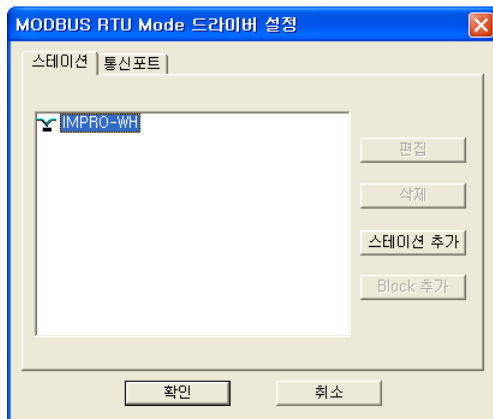 MODBUS RTU Mode 드라이버 설정
스테이션 통신포트
IMPRO-WH
편집
삭제
스테이션 추가
Block 추가
확인 취소